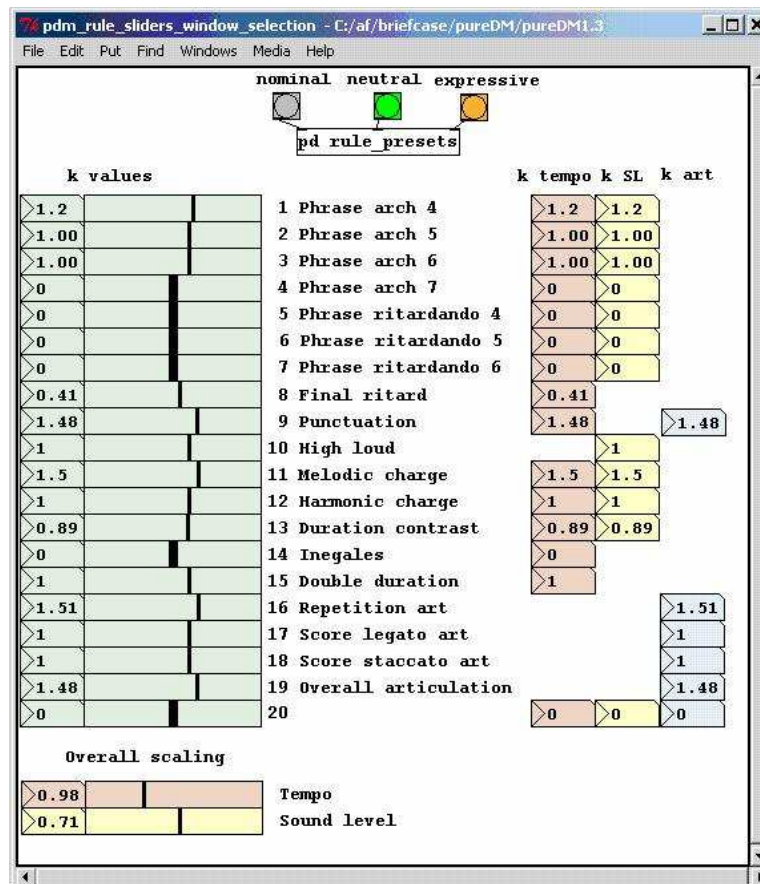 pdm_rule_sliders_window_selection - C:/af/briefcase/pureDM/pureDM1.3
File Edit Put Find Windows Media Help
nominal neutral expressive
pd rule_presets
k values k tempo k SL k art
1.2 1 Phrase arch 4 1.2 1.2
1.00 2 Phrase arch 5 1.00 1.00
1.00 3 Phrase arch 6 1.00 1.00
0 4 Phrase arch 7 0 0
0 5 Phrase ritardando 4 0 0
0 6 Phrase ritardando 5 0 0
0 7 Phrase ritardando 6 0 0
0.41 8 Final ritard 0.41
1.48 9 Punctuation 1.48 1.48
1 10 High loud 1
1.5 11 Melodic charge 1.5 1.5
1 12 Harmonic charge 1 1
0.89 13 Duration contrast 0.89 0.89
0 14 Inegales 0
1 15 Double duration 1
1.51 16 Repetition art 1.51
1 17 Score legato art 1
1 18 Score staccato art 1
1.48 19 Overall articulation 1.48
0 20 0 0 0
Overall scaling
0.98 Tempo
0.71 Sound level